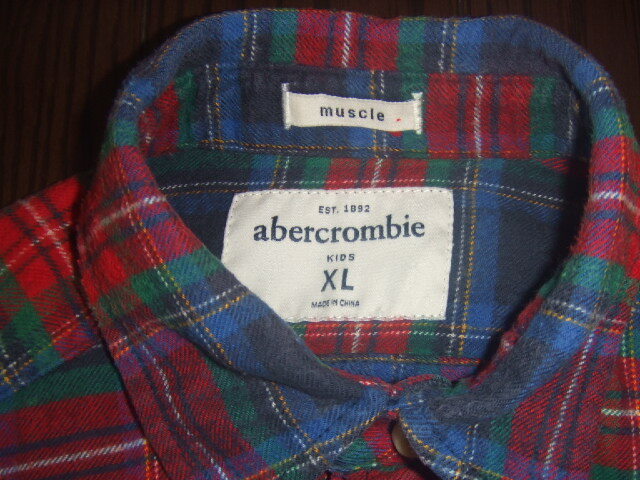 muscle
EST. 1892
abercrombie
KIDS
XL
MADE IN CHINA